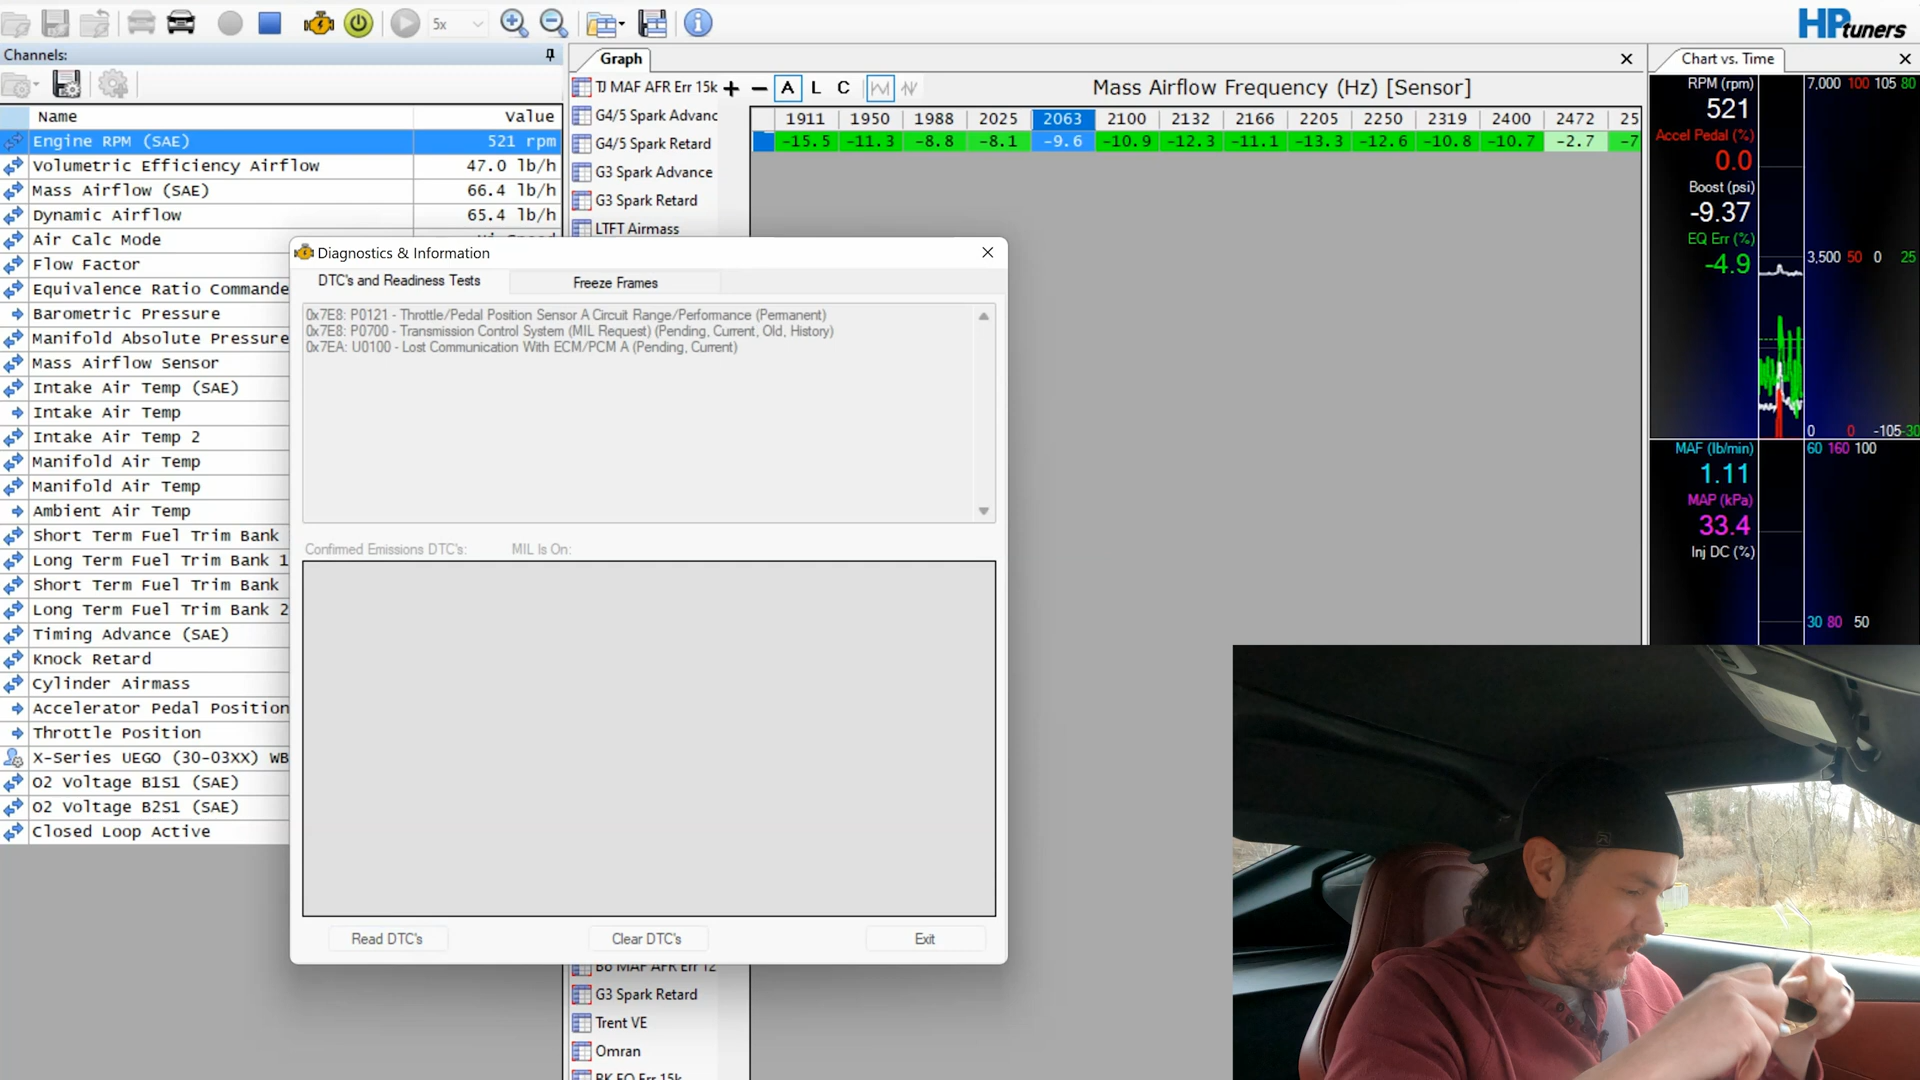 5x
HPtuners
Channels:
Graph
Chart vs. Time
Name Value
Engine RPM (SAE) 521 rpm
Volumetric Efficiency Airflow 47.0 lb/h
Mass Airflow (SAE) 66.4 lb/h
Dynamic Airflow 65.4 lb/h
Air Calc Mode
Flow Factor
Equivalence Ratio Commande
Barometric Pressure
Manifold Absolute Pressure
Mass Airflow Sensor
Intake Air Temp (SAE)
Intake Air Temp
Intake Air Temp 2
Manifold Air Temp
Manifold Air Temp
Ambient Air Temp
Short Term Fuel Trim Bank
Long Term Fuel Trim Bank 1
Short Term Fuel Trim Bank
Long Term Fuel Trim Bank 2
Timing Advance (SAE)
Knock Retard
Cylinder Airmass
Accelerator Pedal Position
Throttle Position
X-Series UEGO (30-03XX) WB
O2 Voltage B1S1 (SAE)
O2 Voltage B2S1 (SAE)
Closed Loop Active
TJ MAF AFR Err 15k
G4/5 Spark Advanc
G4/5 Spark Retard
G3 Spark Advance
G3 Spark Retard
LTFT Airmass
A L C
Mass Airflow Frequency (Hz) [Sensor]
1911 1950 1988 2025 2063 2100 2132 2166 2205 2250 2319 2400 2472 25
-15.5 -11.3 -8.8 -8.1 -9.6 -10.9 -12.3 -11.1 -13.3 -12.6 -10.8 -10.7 -2.7 -7
Diagnostics & Information
DTC's and Readiness Tests
Freeze Frames
0x7E8: P0121 - Throttle/Pedal Position Sensor A Circuit Range/Performance (Permanent)
0x7E8: P0700 - Transmission Control System (MIL Request) (Pending, Current, Old, History)
0x7EA: U0100 - Lost Communication With ECM/PCM A (Pending, Current)
Confirmed Emissions DTC's: MIL Is On:
Read DTC's
Clear DTC's
Exit
G3 Spark Retard
Trent VE
Omran
RPM (rpm)
521
Accel Pedal (%)
0.0
Boost (psi)
-9.37
EQ Err (%)
-4.9
7,000 100 105 80
3,500 50 0 25
0 0 -105 -30
MAF (lb/min)
1.11
MAP (kPa)
33.4
Inj DC (%)
60 160 100
30 80 50